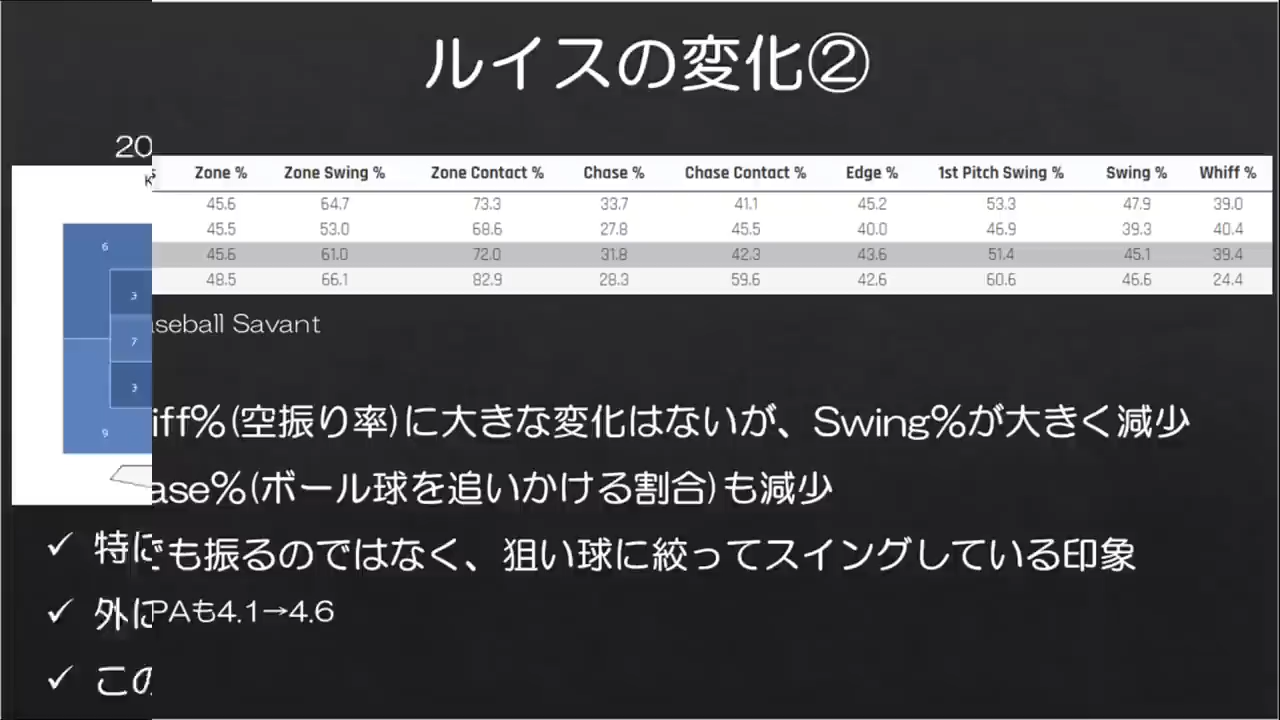 ルイスの変化②
20
Zone % Zone Swing % Zone Contact % Chase % Chase Contact % Edge % 1st Pitch Swing % Swing % Whiff %
K
45.6 64.7 73.3 33.7 41.1 45.2 53.3 47.9 39.0
45.5 53.0 68.6 27.8 45.5 40.0 46.9 39.3 40.4
6
45.6 61.0 72.0 31.8 42.3 43.6 51.4 45.1 39.4
48.5 66.1 82.9 28.3 59.6 42.6 60.6 46.6 24.4
3
seball Savant
7
3
iff%(空振り率)に大きな変化はないが、Swing%が大きく減少
9
ase%(ボール球を追いかける割合)も減少
✓ 特に
も振るのではなく、狙い球に絞ってスイングしている印象
✓ 外に
PAも4.1→4.6
✓ この